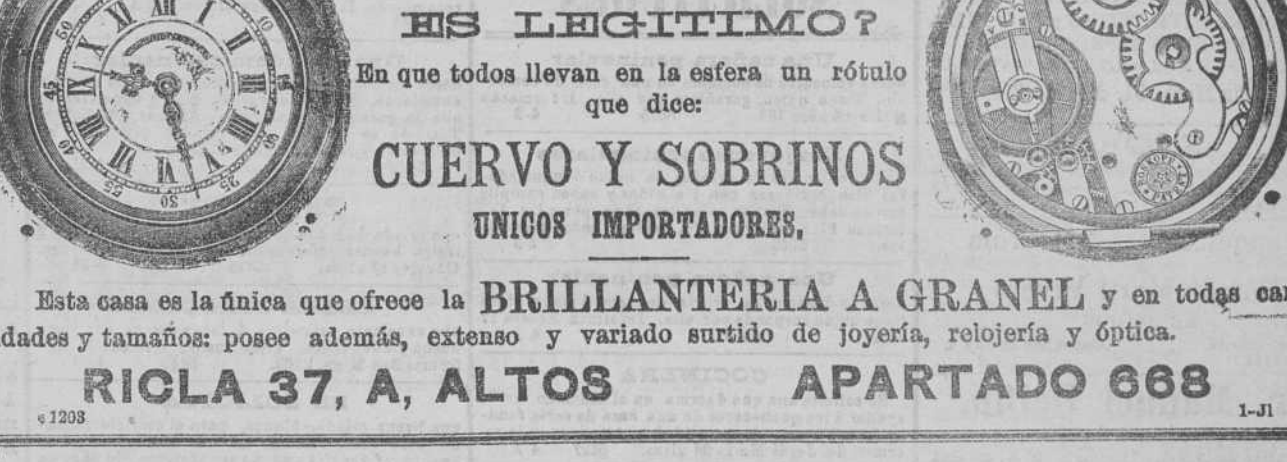 ES LEGITIMO?
En que todos llevan en la esfera un rótulo
que dice:
CUERVO Y SOBRINOS
UNICOS IMPORTADORES,
Esta casa es la única que ofrece la BRILLANTERIA A GRANEL y en todas ca
dades y tamaños: posee además, extenso y variado surtido de joyería, relojería y óptica.
RICLA 37, A, ALTOS APARTADO 668
c 1203 1-Jl